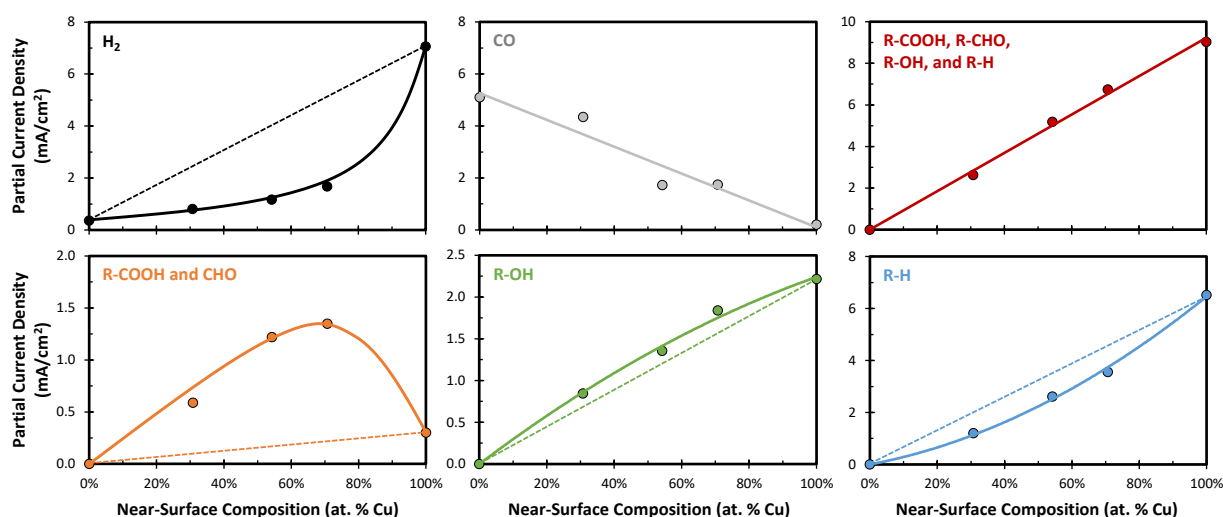 Partial Current Density
(mA/cm²)
8
6
4
2
0
H₂
8
6
4
2
0
CO
10
8
6
4
2
0
R-COOH, R-CHO,
R-OH, and R-H
Partial Current Density
(mA/cm²)
2.0
1.5
1.0
0.5
0.0
R-COOH and CHO
0% 20% 40% 60% 80% 100%
Near-Surface Composition (at. % Cu)
2.5
2.0
1.5
1.0
0.5
0.0
R-OH
0% 20% 40% 60% 80% 100%
Near-Surface Composition (at. % Cu)
8
6
4
2
0
R-H
0% 20% 40% 60% 80% 100%
Near-Surface Composition (at. % Cu)